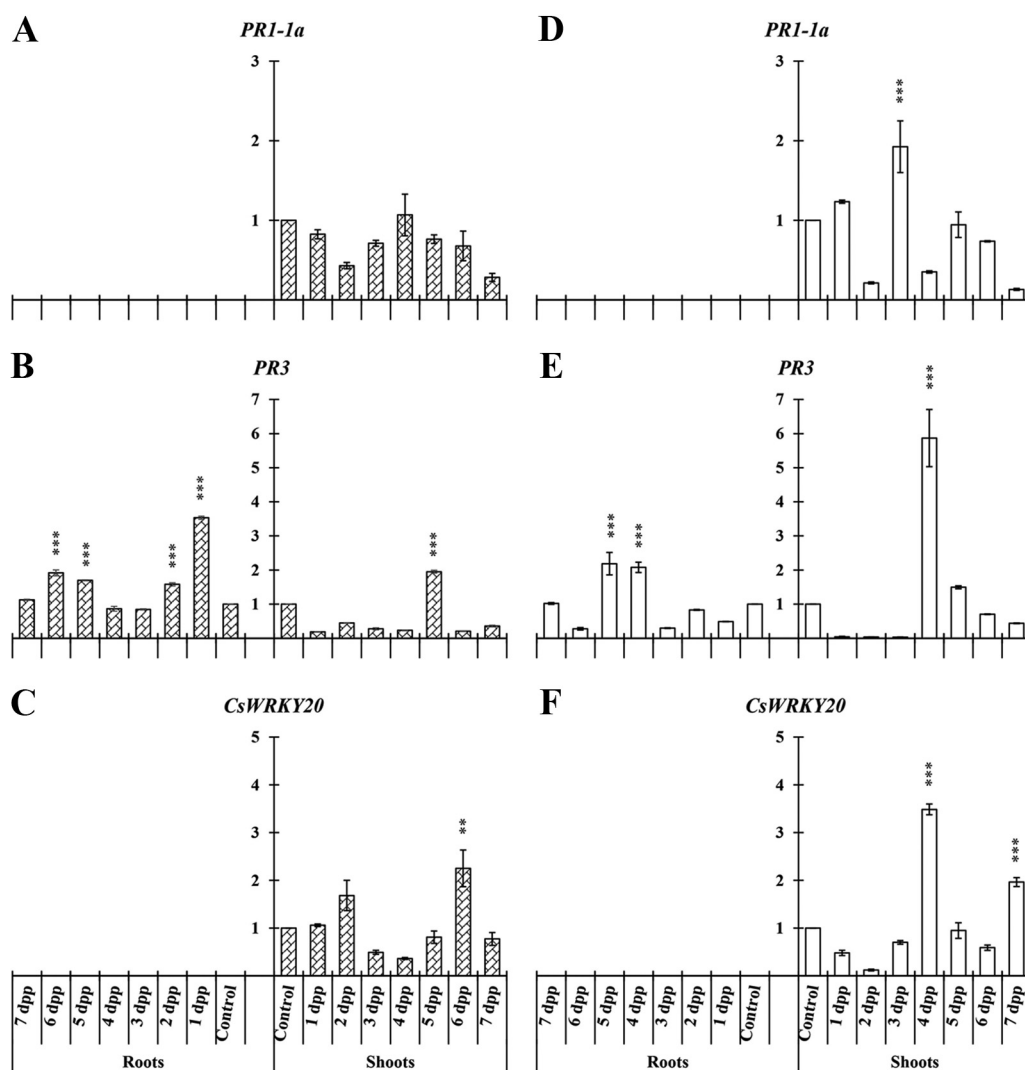 A
PR1-1a
3
2
1
D
PR1-1a
3
2
1
***
B
PR3
7
6
5
4
3
2
1
***
***
***
***
***
E
PR3
7
6
5
4
3
2
1
***
***
***
C
CsWRKY20
5
4
3
2
1
**
F
CsWRKY20
5
4
3
2
1
***
***
7 dpp
6 dpp
5 dpp
4 dpp
3 dpp
2 dpp
1 dpp
Control
Control
1 dpp
2 dpp
3 dpp
4 dpp
5 dpp
6 dpp
7 dpp
7 dpp
6 dpp
5 dpp
4 dpp
3 dpp
2 dpp
1 dpp
Control
Control
1 dpp
2 dpp
3 dpp
4 dpp
5 dpp
6 dpp
7 dpp
Roots
Shoots
Roots
Shoots